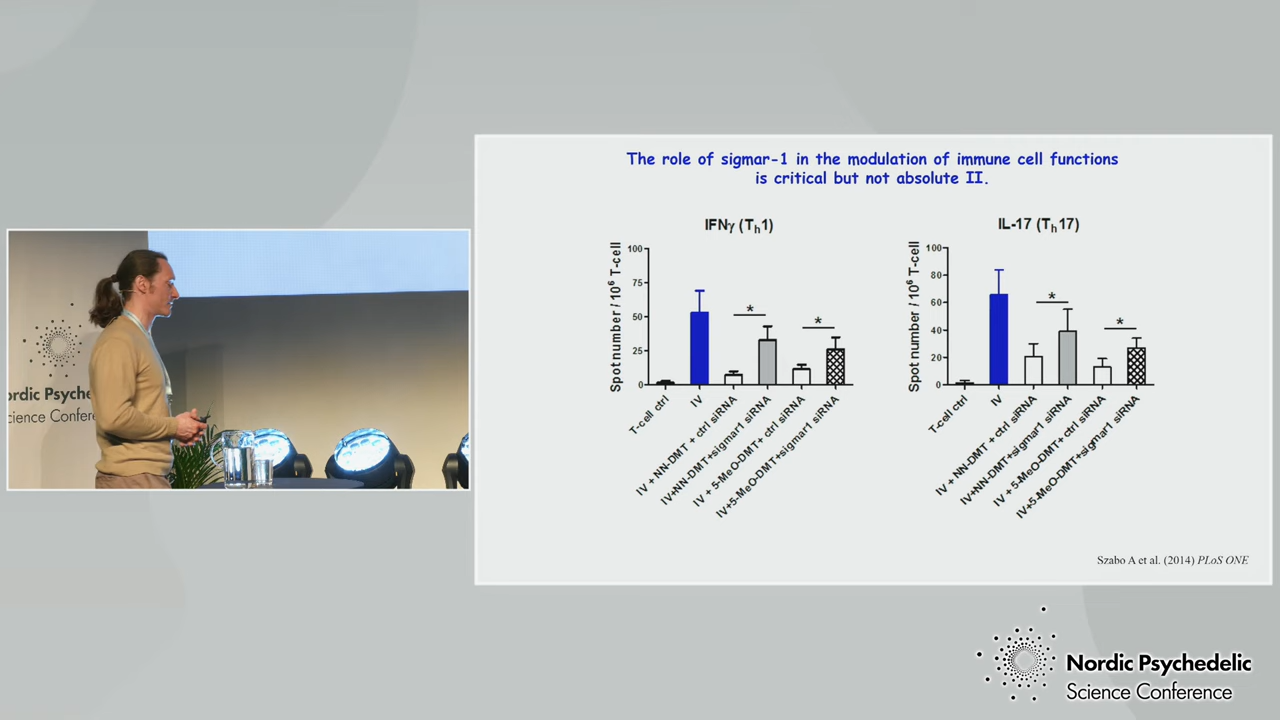 The role of sigmar-1 in the modulation of immune cell functions
is critical but not absolute II.
IFNγ (Th1)
Spot number / 10⁶ T-cell
100
75
50
25
0
*
*
T-cell ctrl
IV
IV + NN-DMT + ctrl siRNA
IV+NN-DMT+sigmar1 siRNA
IV + 5-MeO-DMT+ ctrl siRNA
IV+5-MeO-DMT+sigmar1 siRNA
IL-17 (Th17)
Spot number / 10⁶ T-cell
100
80
60
40
20
0
*
*
T-cell ctrl
IV
IV + NN-DMT + ctrl siRNA
IV+NN-DMT+sigmar1 siRNA
IV + 5-MeO-DMT+ ctrl siRNA
IV+5-MeO-DMT+sigmar1 siRNA
Szabo A et al. (2014) PLoS ONE
ordic Psyche
cience Confere
Nordic Psychedelic
Science Conference